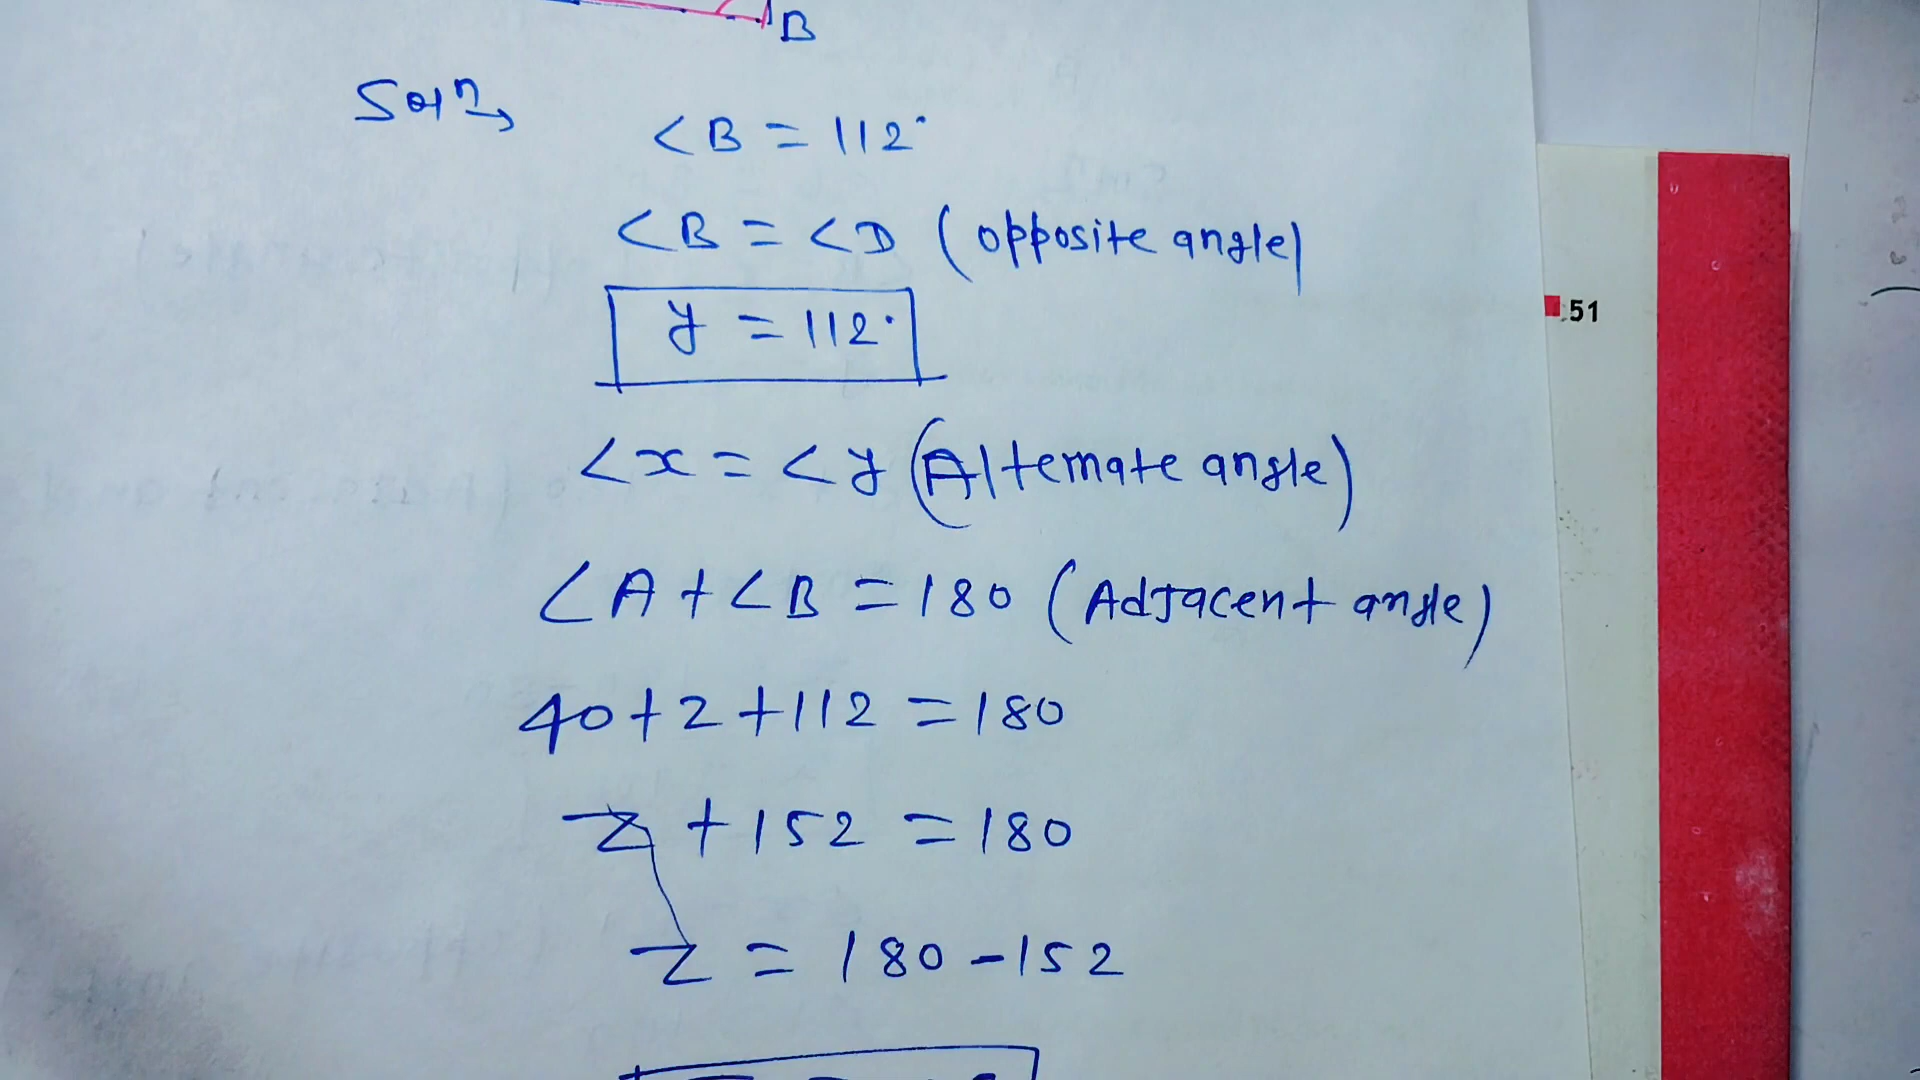 B
Solⁿ→
<B = 112°
<B = <D (opposite angle)
y = 112°
51
<x = <y (Alternate angle)
<A + <B = 180 (Adjacent angle)
40 + z + 112 = 180
z + 152 = 180
z = 180 - 152